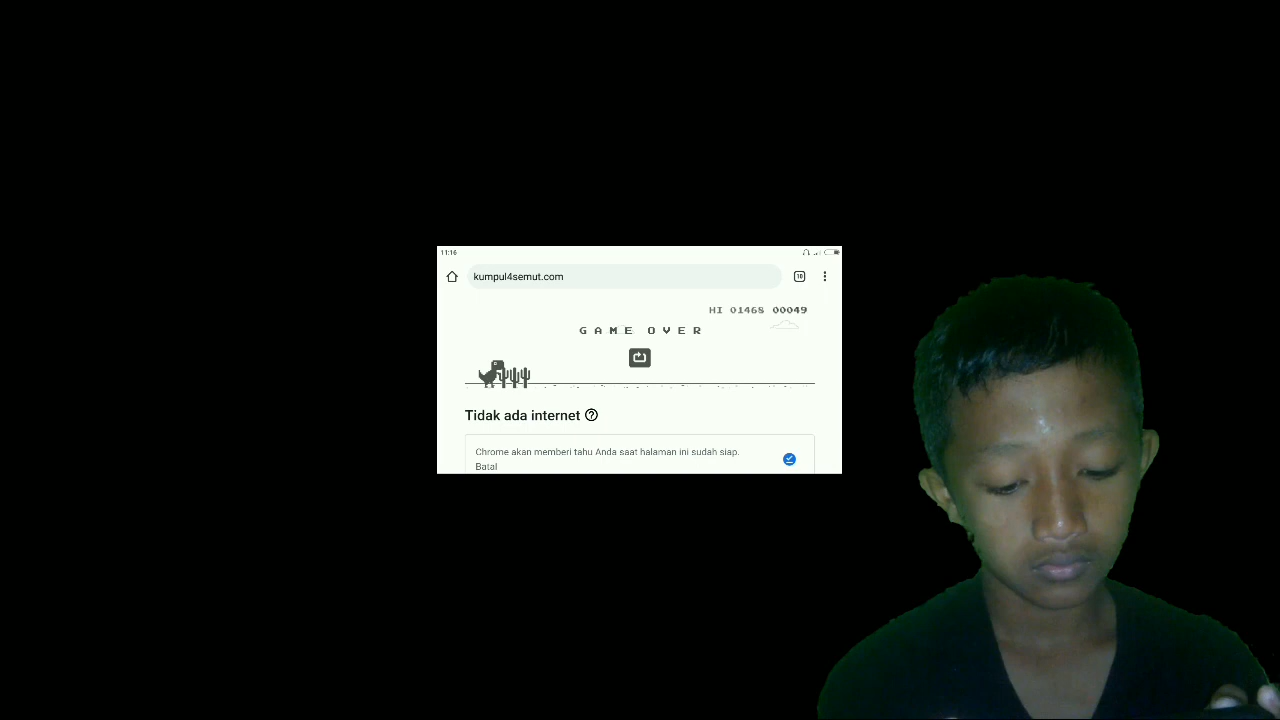 11:16
kumpul4semut.com
10
HI 01468 00049
GAME OVER
Tidak ada internet
Chrome akan memberi tahu Anda saat halaman ini sudah siap.
Batal